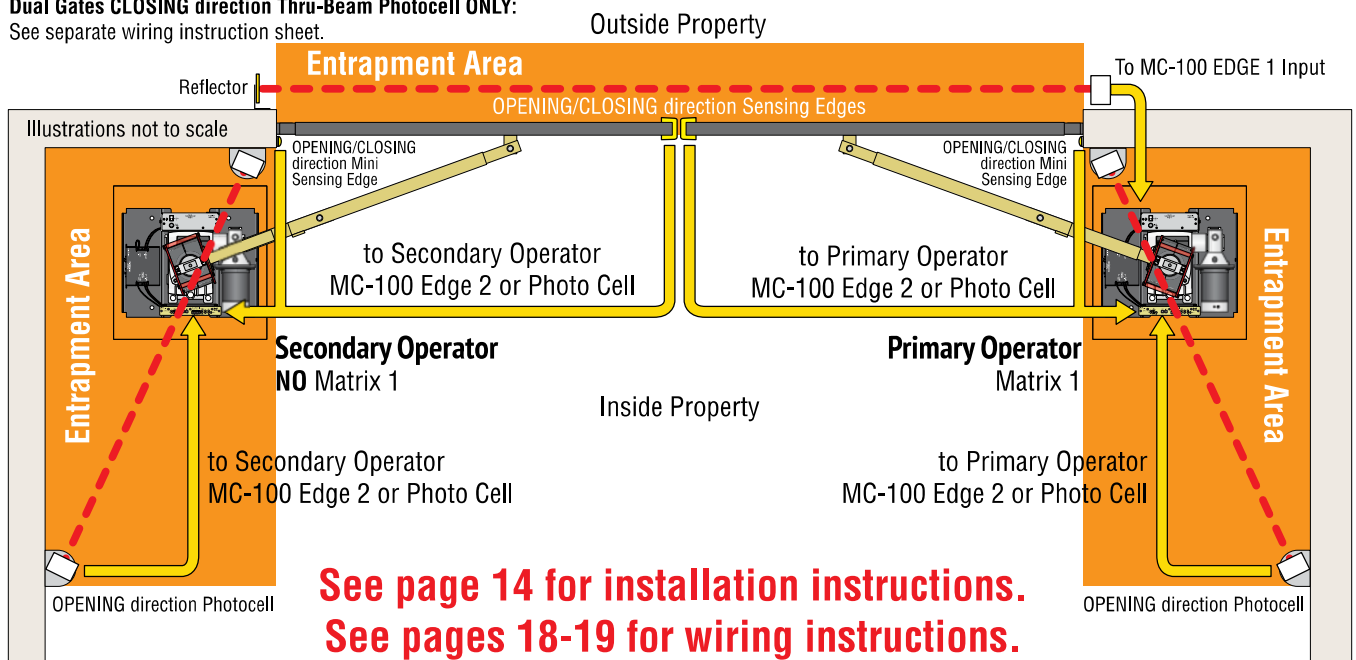 Dual Gates CLOSING direction Thru-Beam Photocell ONLY:
See separate wiring instruction sheet.
Outside Property
Entrapment Area
Reflector
To MC-100 EDGE 1 Input
OPENING/CLOSING direction Sensing Edges
Illustrations not to scale
OPENING/CLOSING
direction Mini
Sensing Edge
OPENING/CLOSING
direction Mini
Sensing Edge
Entrapment Area
to Secondary Operator
MC-100 Edge 2 or Photo Cell
to Primary Operator
MC-100 Edge 2 or Photo Cell
Entrapment Area
Secondary Operator
NO Matrix 1
Primary Operator
Matrix 1
Inside Property
to Secondary Operator
MC-100 Edge 2 or Photo Cell
to Primary Operator
MC-100 Edge 2 or Photo Cell
OPENING direction Photocell
OPENING direction Photocell
See page 14 for installation instructions.
See pages 18-19 for wiring instructions.